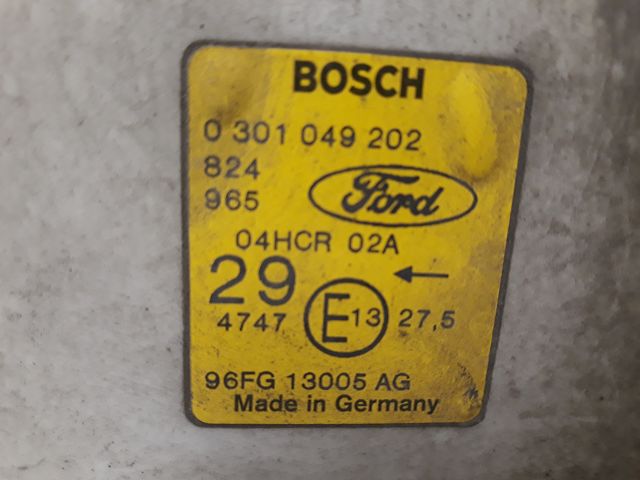 BOSCH
0 301 049 202
824
965 Ford
04HCR 02A
29 ←
4747 E13 27,5
96FG 13005 AG
Made in Germany